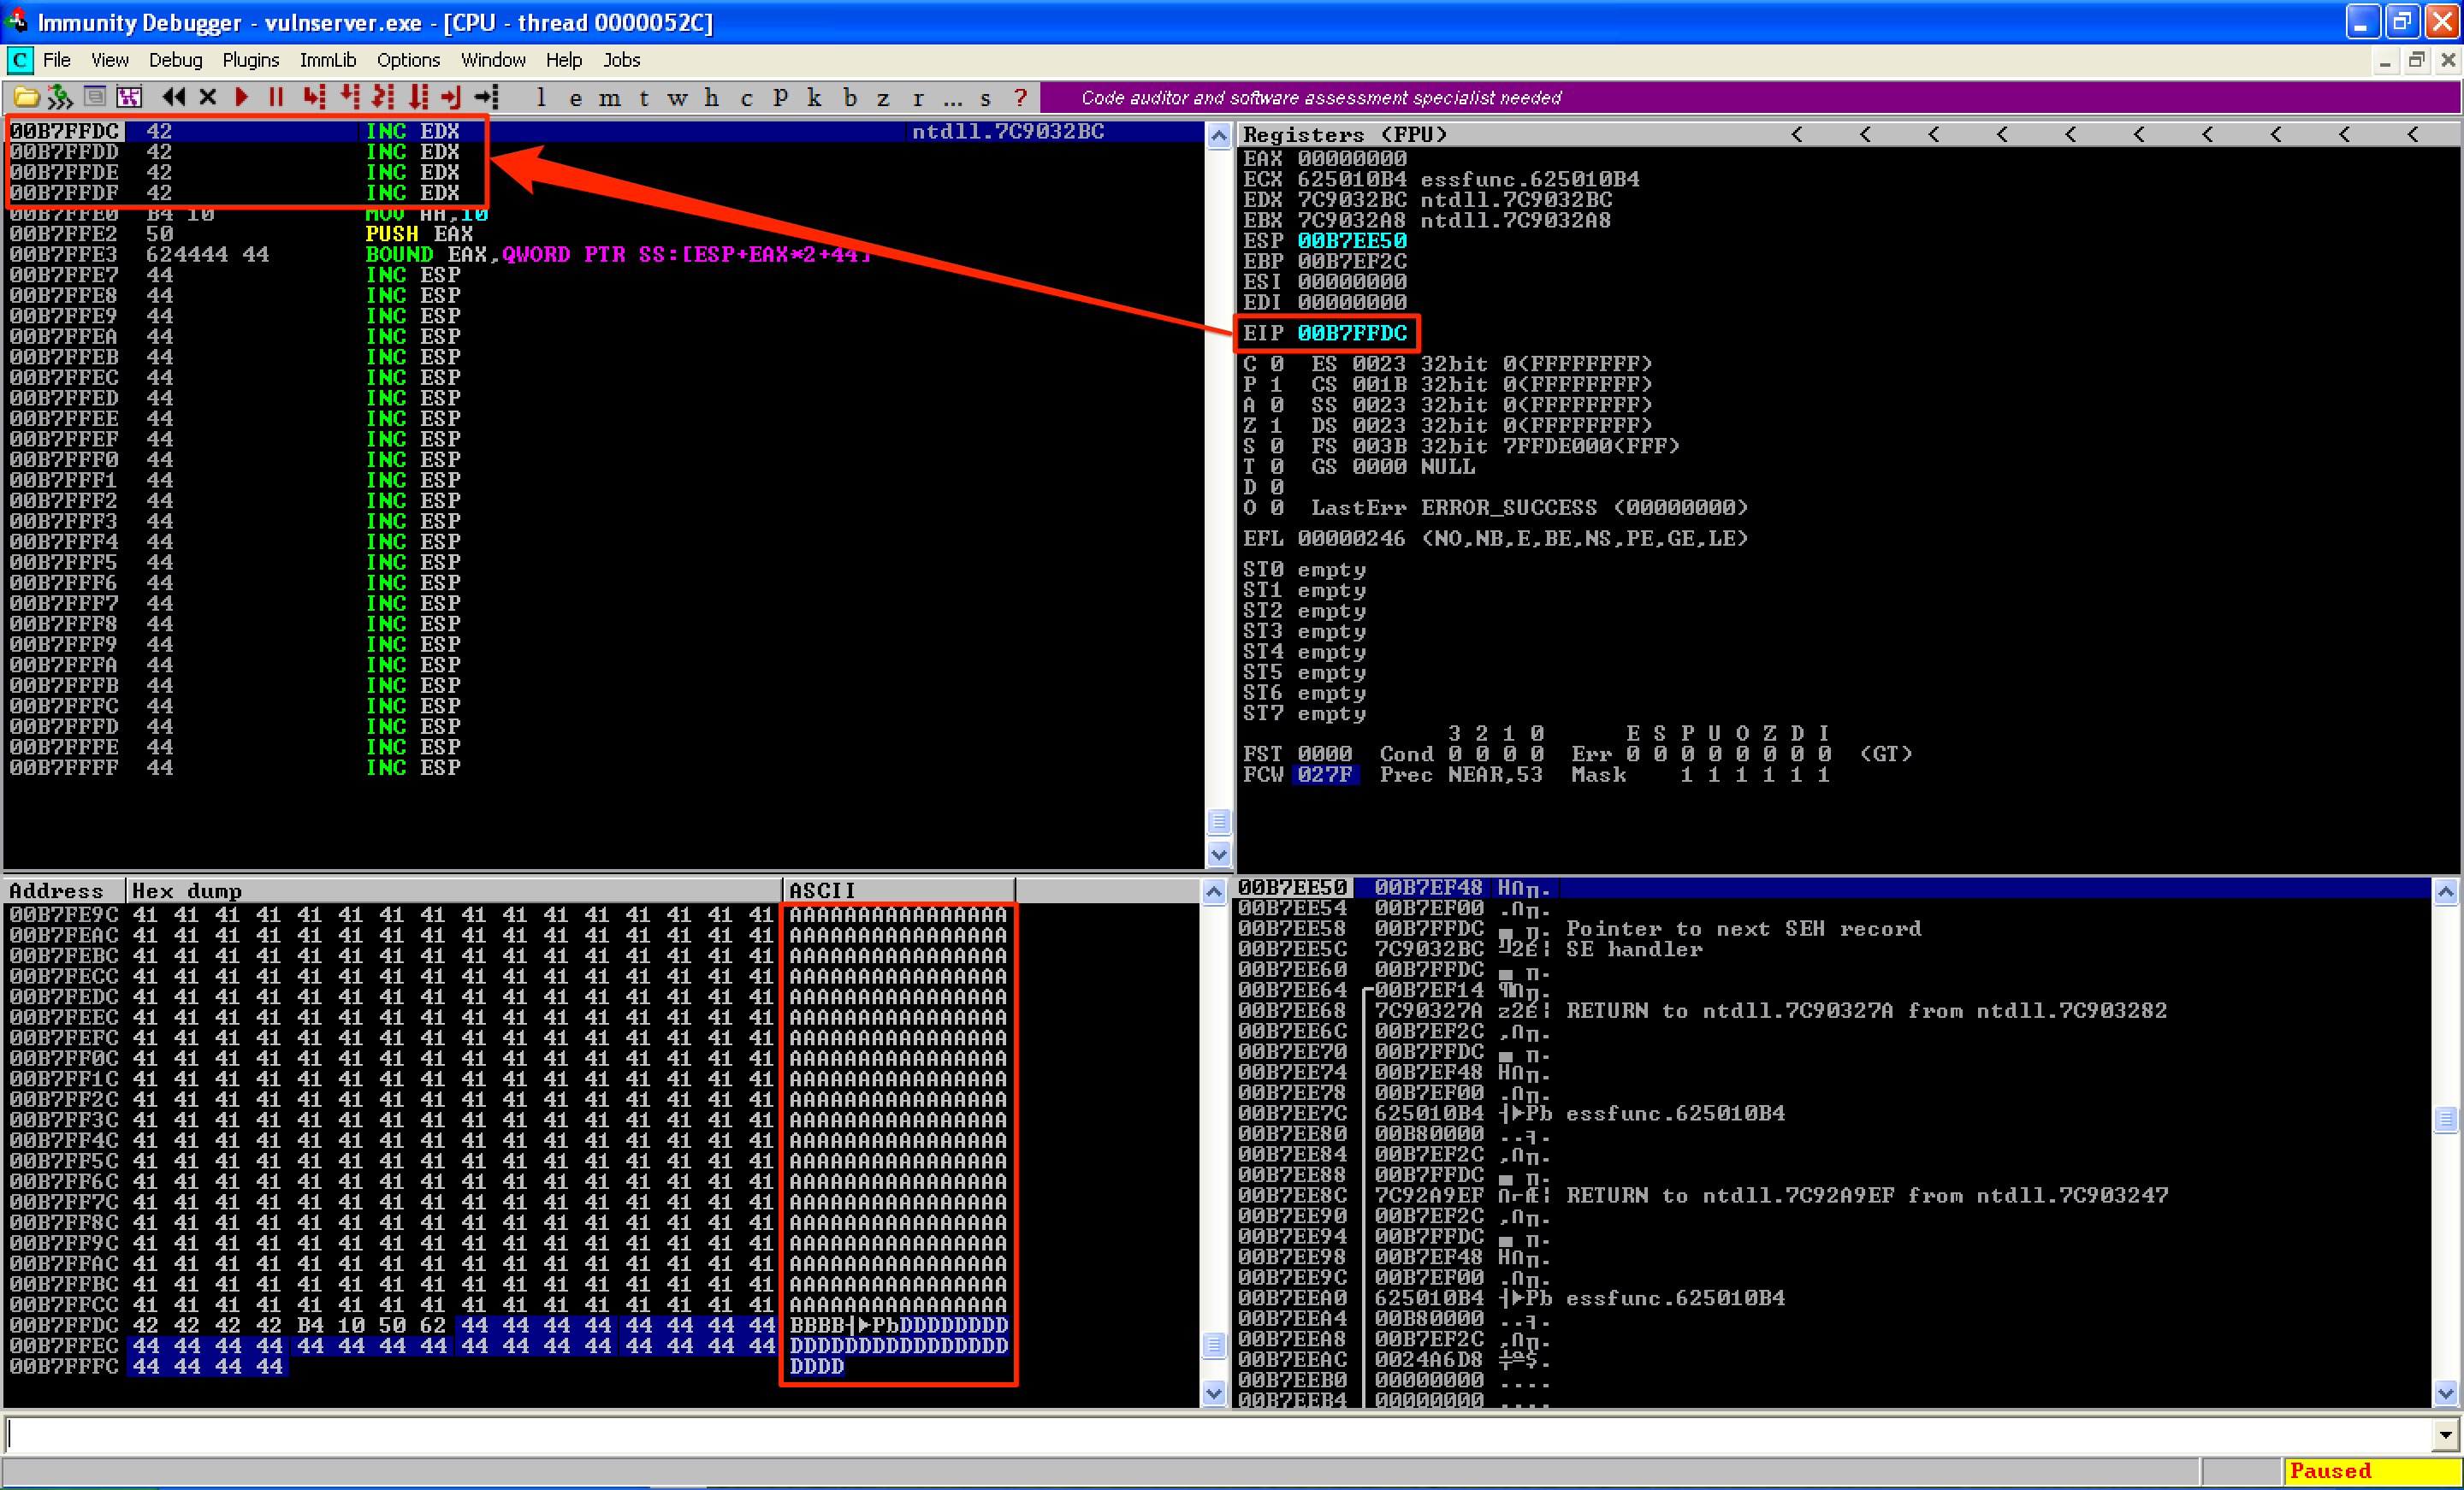 Immunity Debugger - vulnserver.exe - [CPU - thread 0000052C]
C File View Debug Plugins ImmLib Options Window Help Jobs
l e m t w h c P k b z r ... s ? Code auditor and software assessment specialist needed
00B7FFDC 42 INC EDX ntdll.7C9032BC
00B7FFDD 42 INC EDX
00B7FFDE 42 INC EDX
00B7FFDF 42 INC EDX
00B7FFE0 B4 10 MOV AH,10
00B7FFE2 50 PUSH EAX
00B7FFE3 624444 44 BOUND EAX,QWORD PTR SS:[ESP+EAX*2+44]
00B7FFE7 44 INC ESP
00B7FFE8 44 INC ESP
00B7FFE9 44 INC ESP
00B7FFEA 44 INC ESP
00B7FFEB 44 INC ESP
00B7FFEC 44 INC ESP
00B7FFED 44 INC ESP
00B7FFEE 44 INC ESP
00B7FFEF 44 INC ESP
00B7FFF0 44 INC ESP
00B7FFF1 44 INC ESP
00B7FFF2 44 INC ESP
00B7FFF3 44 INC ESP
00B7FFF4 44 INC ESP
00B7FFF5 44 INC ESP
00B7FFF6 44 INC ESP
00B7FFF7 44 INC ESP
00B7FFF8 44 INC ESP
00B7FFF9 44 INC ESP
00B7FFFA 44 INC ESP
00B7FFFB 44 INC ESP
00B7FFFC 44 INC ESP
00B7FFFD 44 INC ESP
00B7FFFE 44 INC ESP
00B7FFFF 44 INC ESP
Registers (FPU) < < < < < < < < < <
EAX 00000000
ECX 625010B4 essfunc.625010B4
EDX 7C9032BC ntdll.7C9032BC
EBX 7C9032A8 ntdll.7C9032A8
ESP 00B7EE50
EBP 00B7EF2C
ESI 00000000
EDI 00000000
EIP 00B7FFDC
C 0 ES 0023 32bit 0(FFFFFFFF)
P 1 CS 001B 32bit 0(FFFFFFFF)
A 0 SS 0023 32bit 0(FFFFFFFF)
Z 1 DS 0023 32bit 0(FFFFFFFF)
S 0 FS 003B 32bit 7FFDE000(FFF)
T 0 GS 0000 NULL
D 0
O 0 LastErr ERROR_SUCCESS (00000000)
EFL 00000246 (NO,NB,E,BE,NS,PE,GE,LE)
ST0 empty
ST1 empty
ST2 empty
ST3 empty
ST4 empty
ST5 empty
ST6 empty
ST7 empty
3 2 1 0 E S P U O Z D I
FST 0000 Cond 0 0 0 0 Err 0 0 0 0 0 0 0 0 (GT)
FCW 027F Prec NEAR,53 Mask 1 1 1 1 1 1
Address Hex dump ASCII
00B7FE9C 41 41 41 41 41 41 41 41 41 41 41 41 41 41 41 41 AAAAAAAAAAAAAAAA
00B7FEAC 41 41 41 41 41 41 41 41 41 41 41 41 41 41 41 41 AAAAAAAAAAAAAAAA
00B7FEBC 41 41 41 41 41 41 41 41 41 41 41 41 41 41 41 41 AAAAAAAAAAAAAAAA
00B7FECC 41 41 41 41 41 41 41 41 41 41 41 41 41 41 41 41 AAAAAAAAAAAAAAAA
00B7FEDC 41 41 41 41 41 41 41 41 41 41 41 41 41 41 41 41 AAAAAAAAAAAAAAAA
00B7FEEC 41 41 41 41 41 41 41 41 41 41 41 41 41 41 41 41 AAAAAAAAAAAAAAAA
00B7FEFC 41 41 41 41 41 41 41 41 41 41 41 41 41 41 41 41 AAAAAAAAAAAAAAAA
00B7FF0C 41 41 41 41 41 41 41 41 41 41 41 41 41 41 41 41 AAAAAAAAAAAAAAAA
00B7FF1C 41 41 41 41 41 41 41 41 41 41 41 41 41 41 41 41 AAAAAAAAAAAAAAAA
00B7FF2C 41 41 41 41 41 41 41 41 41 41 41 41 41 41 41 41 AAAAAAAAAAAAAAAA
00B7FF3C 41 41 41 41 41 41 41 41 41 41 41 41 41 41 41 41 AAAAAAAAAAAAAAAA
00B7FF4C 41 41 41 41 41 41 41 41 41 41 41 41 41 41 41 41 AAAAAAAAAAAAAAAA
00B7FF5C 41 41 41 41 41 41 41 41 41 41 41 41 41 41 41 41 AAAAAAAAAAAAAAAA
00B7FF6C 41 41 41 41 41 41 41 41 41 41 41 41 41 41 41 41 AAAAAAAAAAAAAAAA
00B7FF7C 41 41 41 41 41 41 41 41 41 41 41 41 41 41 41 41 AAAAAAAAAAAAAAAA
00B7FF8C 41 41 41 41 41 41 41 41 41 41 41 41 41 41 41 41 AAAAAAAAAAAAAAAA
00B7FF9C 41 41 41 41 41 41 41 41 41 41 41 41 41 41 41 41 AAAAAAAAAAAAAAAA
00B7FFAC 41 41 41 41 41 41 41 41 41 41 41 41 41 41 41 41 AAAAAAAAAAAAAAAA
00B7FFBC 41 41 41 41 41 41 41 41 41 41 41 41 41 41 41 41 AAAAAAAAAAAAAAAA
00B7FFCC 41 41 41 41 41 41 41 41 41 41 41 41 41 41 41 41 AAAAAAAAAAAAAAAA
00B7FFDC 42 42 42 42 B4 10 50 62 44 44 44 44 44 44 44 44 BBBB┤►PbDDDDDDDD
00B7FFEC 44 44 44 44 44 44 44 44 44 44 44 44 44 44 44 44 DDDDDDDDDDDDDDDD
00B7FFFC 44 44 44 44 DDDD
00B7EE50 00B7EF48 H∩╖.
00B7EE54 00B7EF00 .∩╖.
00B7EE58 00B7FFDC ▄ ╖. Pointer to next SEH record
00B7EE5C 7C9032BC ╝2É¦ SE handler
00B7EE60 00B7FFDC ▄ ╖.
00B7EE64 00B7EF14 ¶∩╖.
00B7EE68 7C90327A z2É¦ RETURN to ntdll.7C90327A from ntdll.7C903282
00B7EE6C 00B7EF2C ,∩╖.
00B7EE70 00B7FFDC ▄ ╖.
00B7EE74 00B7EF48 H∩╖.
00B7EE78 00B7EF00 .∩╖.
00B7EE7C 625010B4 ┤►Pb essfunc.625010B4
00B7EE80 00B80000 ..╕.
00B7EE84 00B7EF2C ,∩╖.
00B7EE88 00B7FFDC ▄ ╖.
00B7EE8C 7C92A9EF ∩⌐Æ¦ RETURN to ntdll.7C92A9EF from ntdll.7C903247
00B7EE90 00B7EF2C ,∩╖.
00B7EE94 00B7FFDC ▄ ╖.
00B7EE98 00B7EF48 H∩╖.
00B7EE9C 00B7EF00 .∩╖.
00B7EEA0 625010B4 ┤►Pb essfunc.625010B4
00B7EEA4 00B80000 ..╕.
00B7EEA8 00B7EF2C ,∩╖.
00B7EEAC 0024A6D8 ╪ª$.
00B7EEB0 00000000 ....
00B7EEB4 00000000 ....
Paused